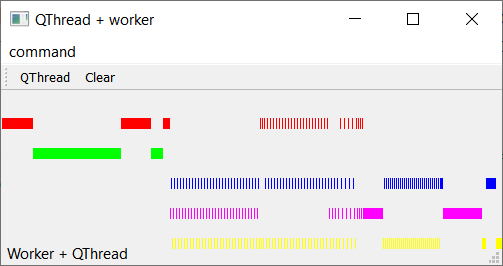 QThread + worker
command
QThread Clear
Worker + QThread